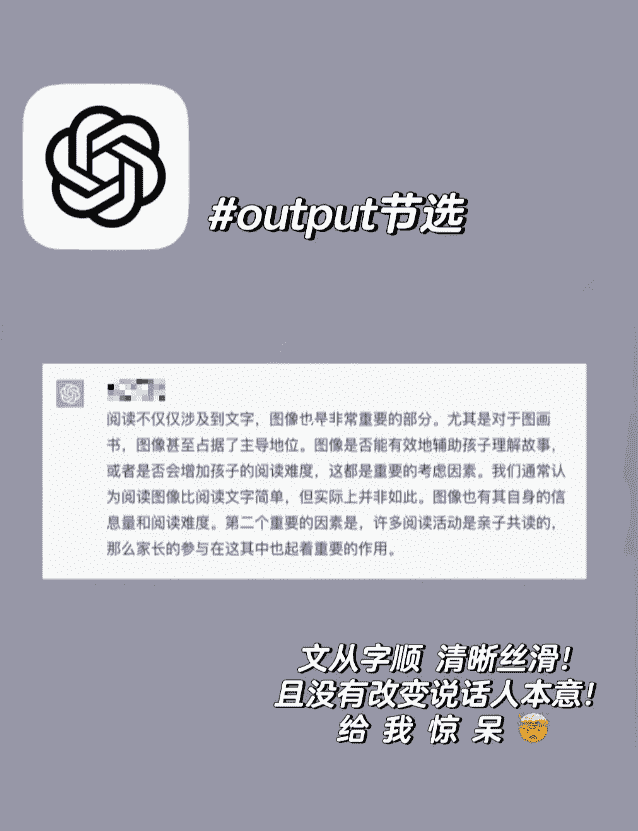 #output节选
阅读不仅仅涉及到文字，图像也是非常重要的部分。尤其是对于图画
书，图像甚至占据了主导地位。图像是否能有效地辅助孩子理解故事，
或者是否会增加孩子的阅读难度，这都是重要的考虑因素。我们通常认
为阅读图像比阅读文字简单，但实际上并非如此。图像也有其自身的信
息量和阅读难度。第二个重要的因素是，许多阅读活动是亲子共读的，
那么家长的参与在这其中也起着重要的作用。
文从字顺 清晰丝滑！
且没有改变说话人本意！
给 我 惊 呆 🤯